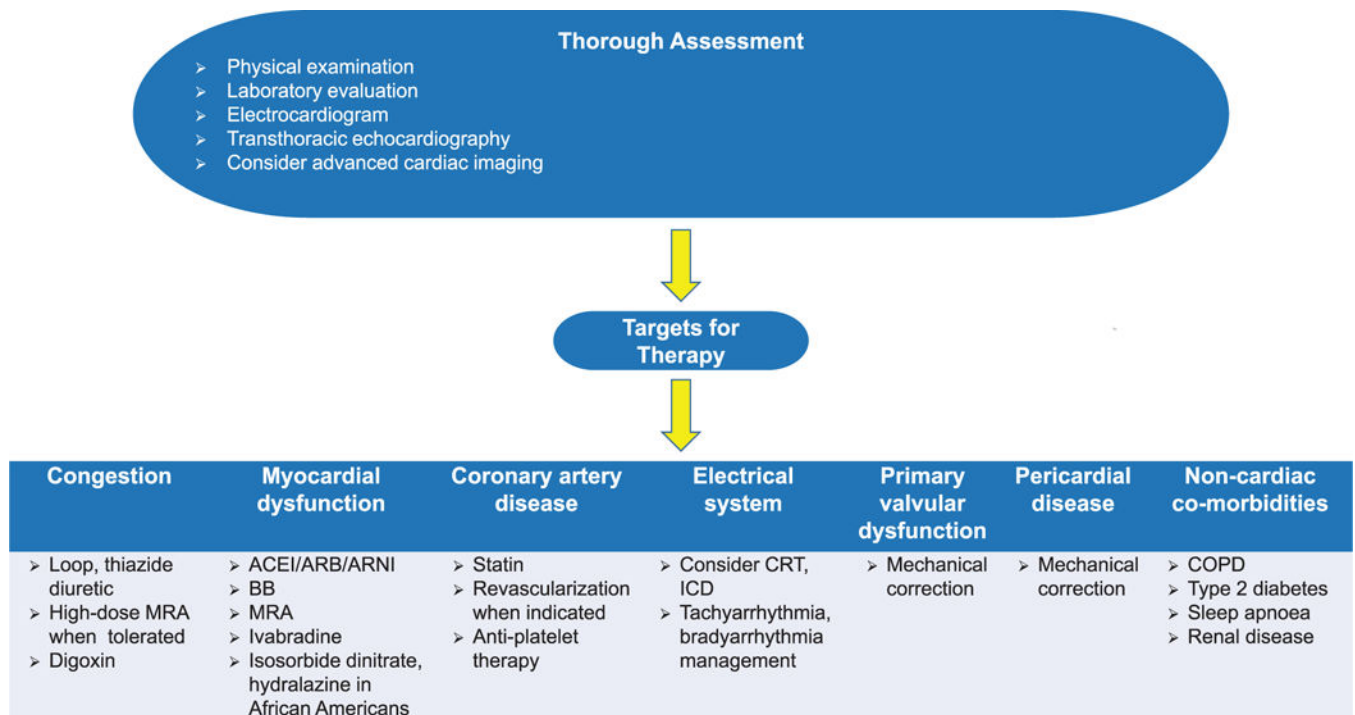 Thorough Assessment
➢ Physical examination
➢ Laboratory evaluation
➢ Electrocardiogram
➢ Transthoracic echocardiography
➢ Consider advanced cardiac imaging
Targets for
Therapy
Congestion
➢ Loop, thiazide
diuretic
➢ High-dose MRA
when tolerated
➢ Digoxin
Myocardial
dysfunction
➢ ACEI/ARB/ARNI
➢ BB
➢ MRA
➢ Ivabradine
➢ Isosorbide dinitrate,
hydralazine in
African Americans
Coronary artery
disease
➢ Statin
➢ Revascularization
when indicated
➢ Anti-platelet
therapy
Electrical
system
➢ Consider CRT,
ICD
➢ Tachyarrhythmia,
bradyarrhythmia
management
Primary
valvular
dysfunction
➢ Mechanical
correction
Pericardial
disease
➢ Mechanical
correction
Non-cardiac
co-morbidities
➢ COPD
➢ Type 2 diabetes
➢ Sleep apnoea
➢ Renal disease